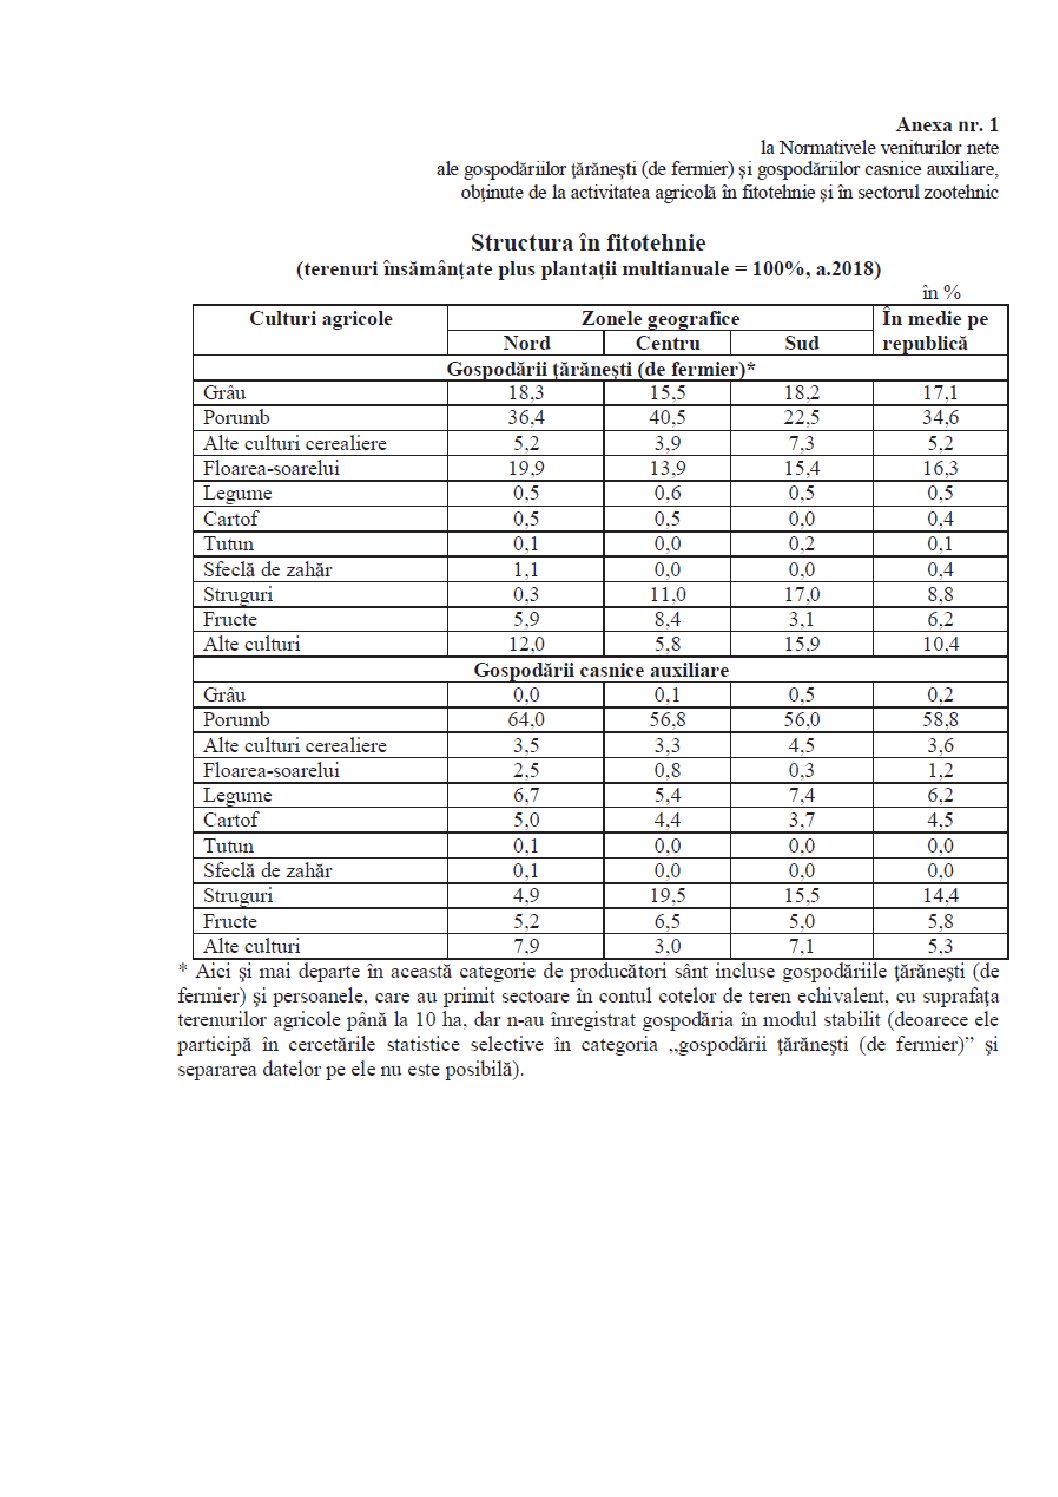 Anexa nr. 1
la Normativele veniturilor nete
ale gospodăriilor ţărăneşti (de fermier) şi gospodăriilor casnice auxiliare,
obţinute de la activitatea agricolă în fitotehnie şi în sectorul zootehnic
Structura în fitotehnie
(terenuri însămânţate plus plantaţii multianuale = 100%, a.2018)
în %
Culturi agricole Zonele geografice În medie pe republică
Nord Centru Sud
Gospodării ţărăneşti (de fermier)*
Grâu 18,3 15,5 18,2 17,1
Porumb 36,4 40,5 22,5 34,6
Alte culturi cerealiere 5,2 3,9 7,3 5,2
Floarea-soarelui 19,9 13,9 15,4 16,3
Legume 0,5 0,6 0,5 0,5
Cartof 0,5 0,5 0,0 0,4
Tutun 0,1 0,0 0,2 0,1
Sfeclă de zahăr 1,1 0,0 0,0 0,4
Struguri 0,3 11,0 17,0 8,8
Fructe 5,9 8,4 3,1 6,2
Alte culturi 12,0 5,8 15,9 10,4
Gospodării casnice auxiliare
Grâu 0,0 0,1 0,5 0,2
Porumb 64,0 56,8 56,0 58,8
Alte culturi cerealiere 3,5 3,3 4,5 3,6
Floarea-soarelui 2,5 0,8 0,3 1,2
Legume 6,7 5,4 7,4 6,2
Cartof 5,0 4,4 3,7 4,5
Tutun 0,1 0,0 0,0 0,0
Sfeclă de zahăr 0,1 0,0 0,0 0,0
Struguri 4,9 19,5 15,5 14,4
Fructe 5,2 6,5 5,0 5,8
Alte culturi 7,9 3,0 7,1 5,3
* Aici şi mai departe în această categorie de producători sânt incluse gospodăriile ţărăneşti (de
fermier) şi persoanele, care au primit sectoare în contul cotelor de teren echivalent, cu suprafaţa
terenurilor agricole până la 10 ha, dar n-au înregistrat gospodăria în modul stabilit (deoarece ele
participă în cercetările statistice selective în categoria „gospodării ţărăneşti (de fermier)” şi
separarea datelor pe ele nu este posibilă).